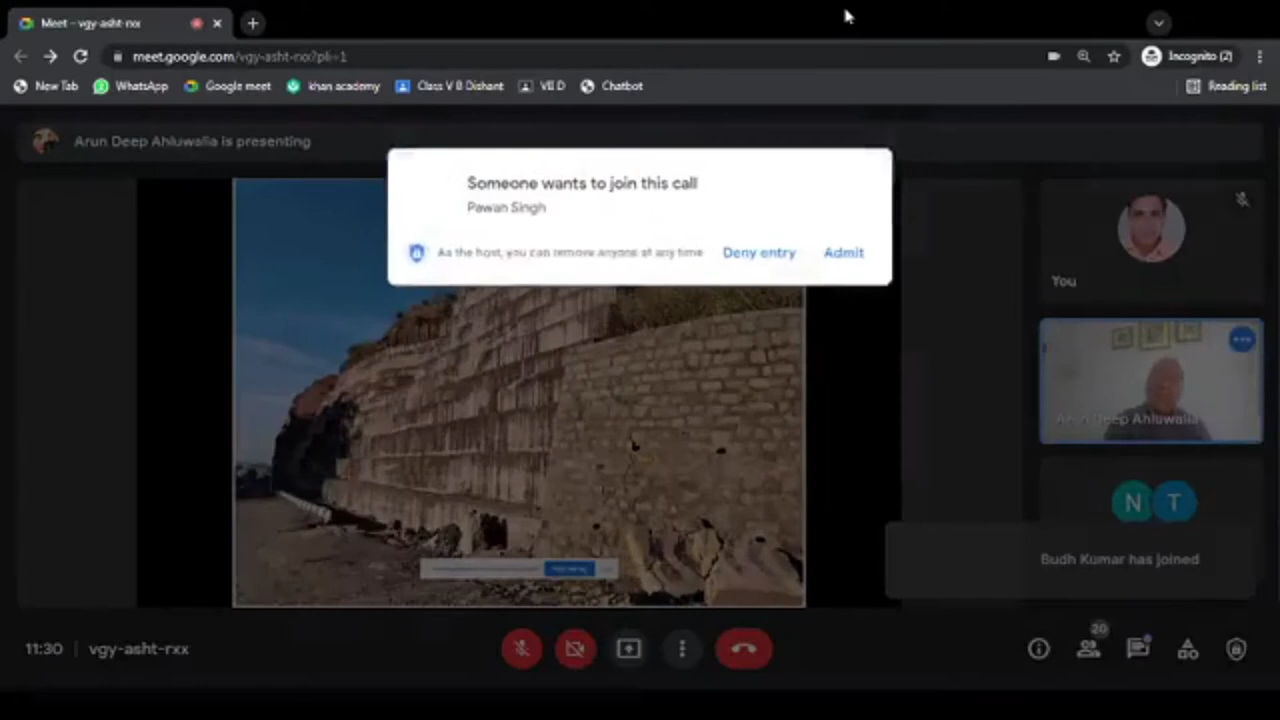 Meet - vgy-asht-rxx
meet.google.com/vgy-asht-rxx?pli=1
Incognito (2)
New Tab
WhatsApp
Google meet
khan academy
Class V B Dishant
VII D
Chatbot
Reading list
Arun Deep Ahluwalia is presenting
Someone wants to join this call
Pawan Singh
As the host, you can remove anyone at any time
Deny entry
Admit
You
Arun Deep Ahluwalia
N
T
Budh Kumar has joined
11:30
vgy-asht-rxx
20